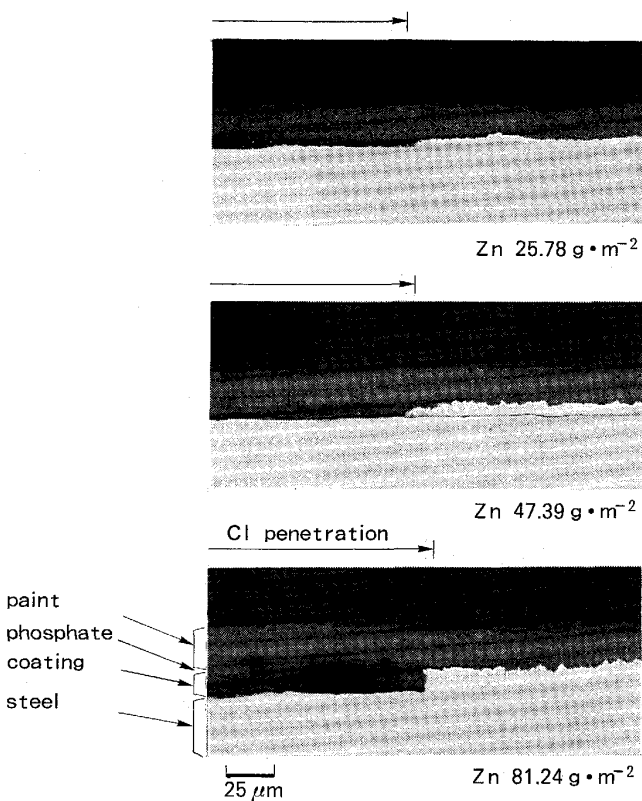 Zn 25.78 g•m⁻²
Zn 47.39 g•m⁻²
Cl penetration
paint
phosphate
coating
steel
25 μm
Zn 81.24 g•m⁻²